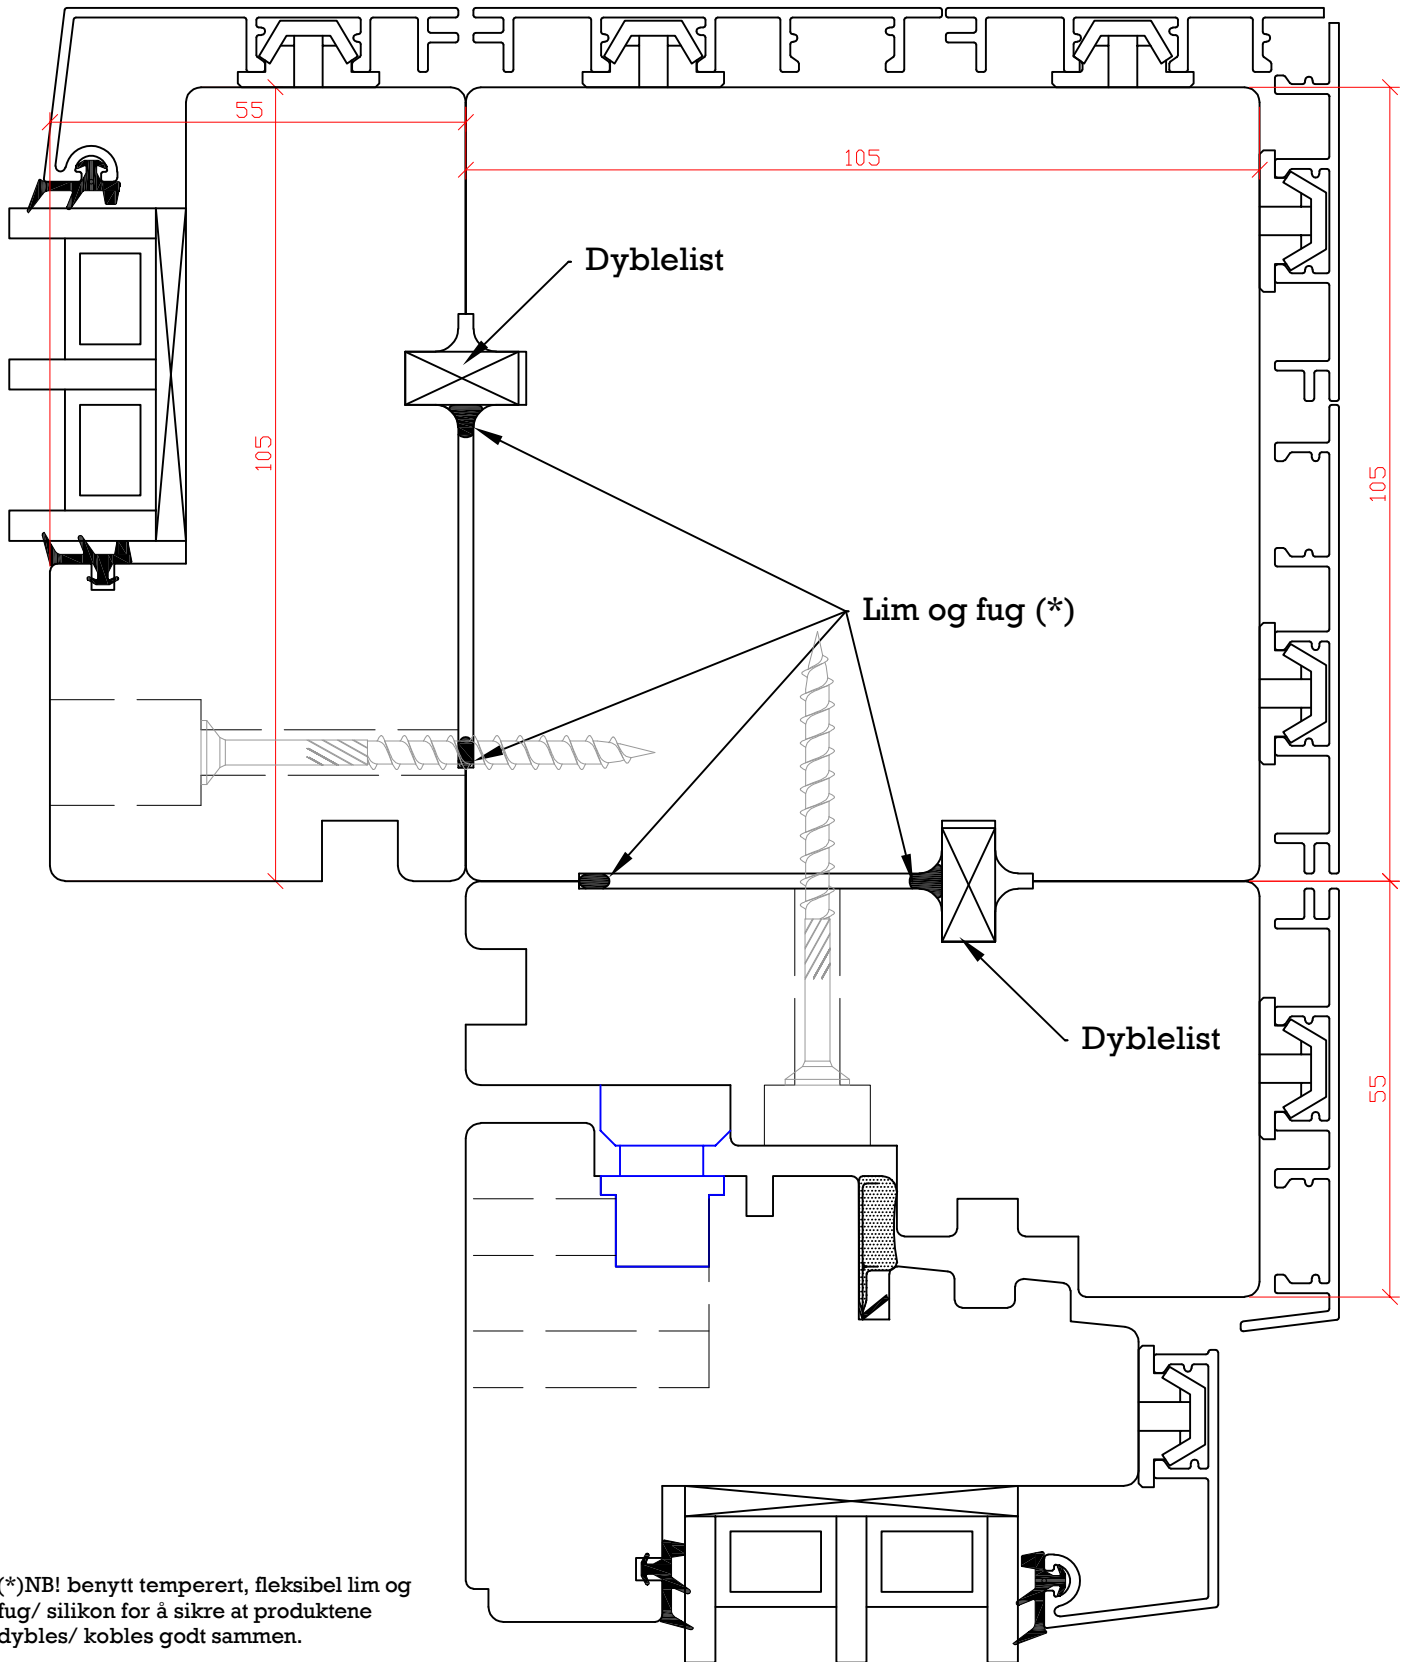 55
105
Dyblelist
105
105
Lim og fug (*)
Dyblelist
55
(*)NB! benytt temperert, fleksibel lim og
fug/ silikon for å sikre at produktene
dybles/ kobles godt sammen.